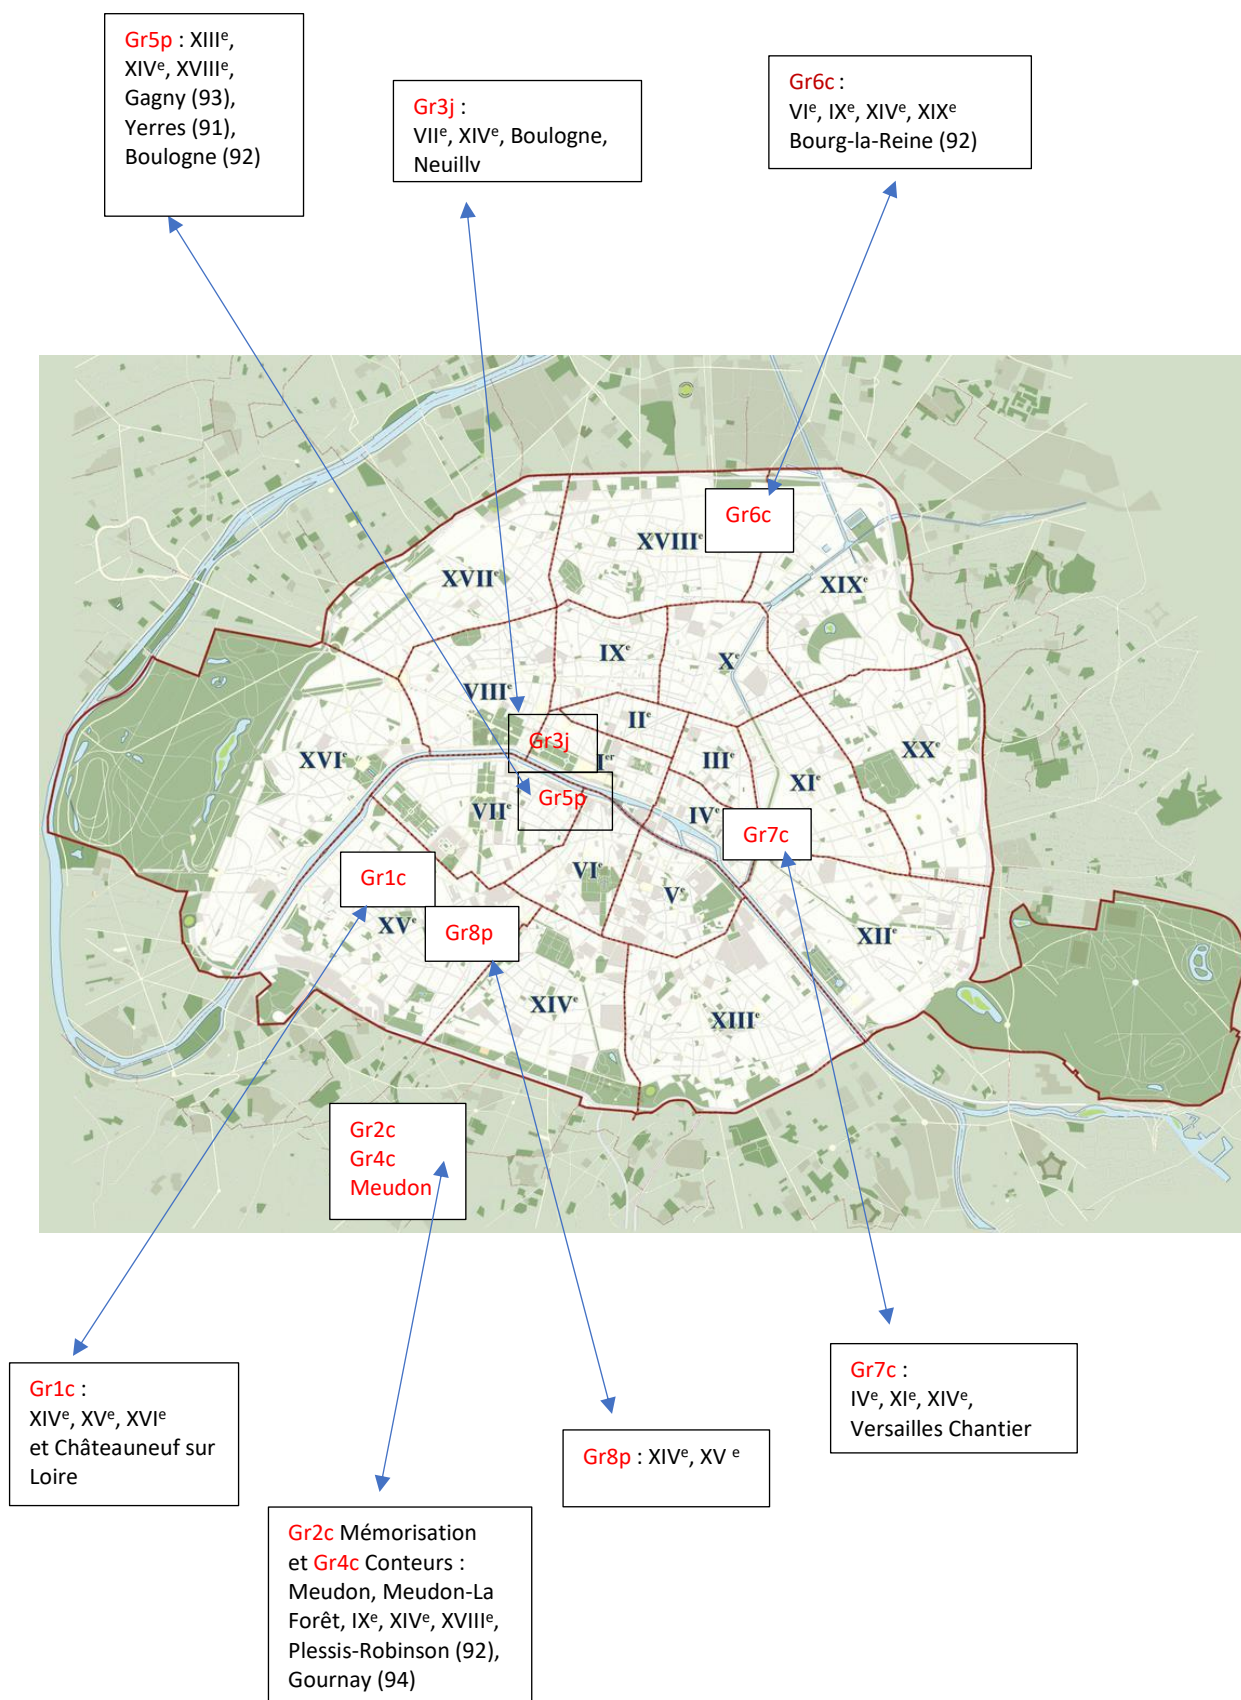 Gr5p : XIIIᵉ,
XIVᵉ, XVIIIᵉ,
Gagny (93),
Yerres (91),
Boulogne (92)
Gr3j :
VIIᵉ, XIVᵉ, Boulogne,
Neuilly
Gr6c :
VIᵉ, IXᵉ, XIVᵉ, XIXᵉ
Bourg-la-Reine (92)
Gr6c
XVIIIᵉ
XVIIᵉ
XIXᵉ
IXᵉ
Xᵉ
VIIIᵉ
IIᵉ
Gr3j
Iᵉʳ
IIIᵉ
XVIᵉ
XXᵉ
XIᵉ
Gr5p
VIIᵉ
IVᵉ
Gr7c
Gr1c
VIᵉ
Vᵉ
XVᵉ
Gr8p
XIIᵉ
XIVᵉ
XIIIᵉ
Gr2c
Gr4c
Meudon
Gr1c :
XIVᵉ, XVᵉ, XVIᵉ
et Châteauneuf sur
Loire
Gr7c :
IVᵉ, XIᵉ, XIVᵉ,
Versailles Chantier
Gr8p : XIVᵉ, XV ᵉ
Gr2c Mémorisation
et Gr4c Conteurs :
Meudon, Meudon-La
Forêt, IXᵉ, XIVᵉ, XVIIIᵉ,
Plessis-Robinson (92),
Gournay (94)